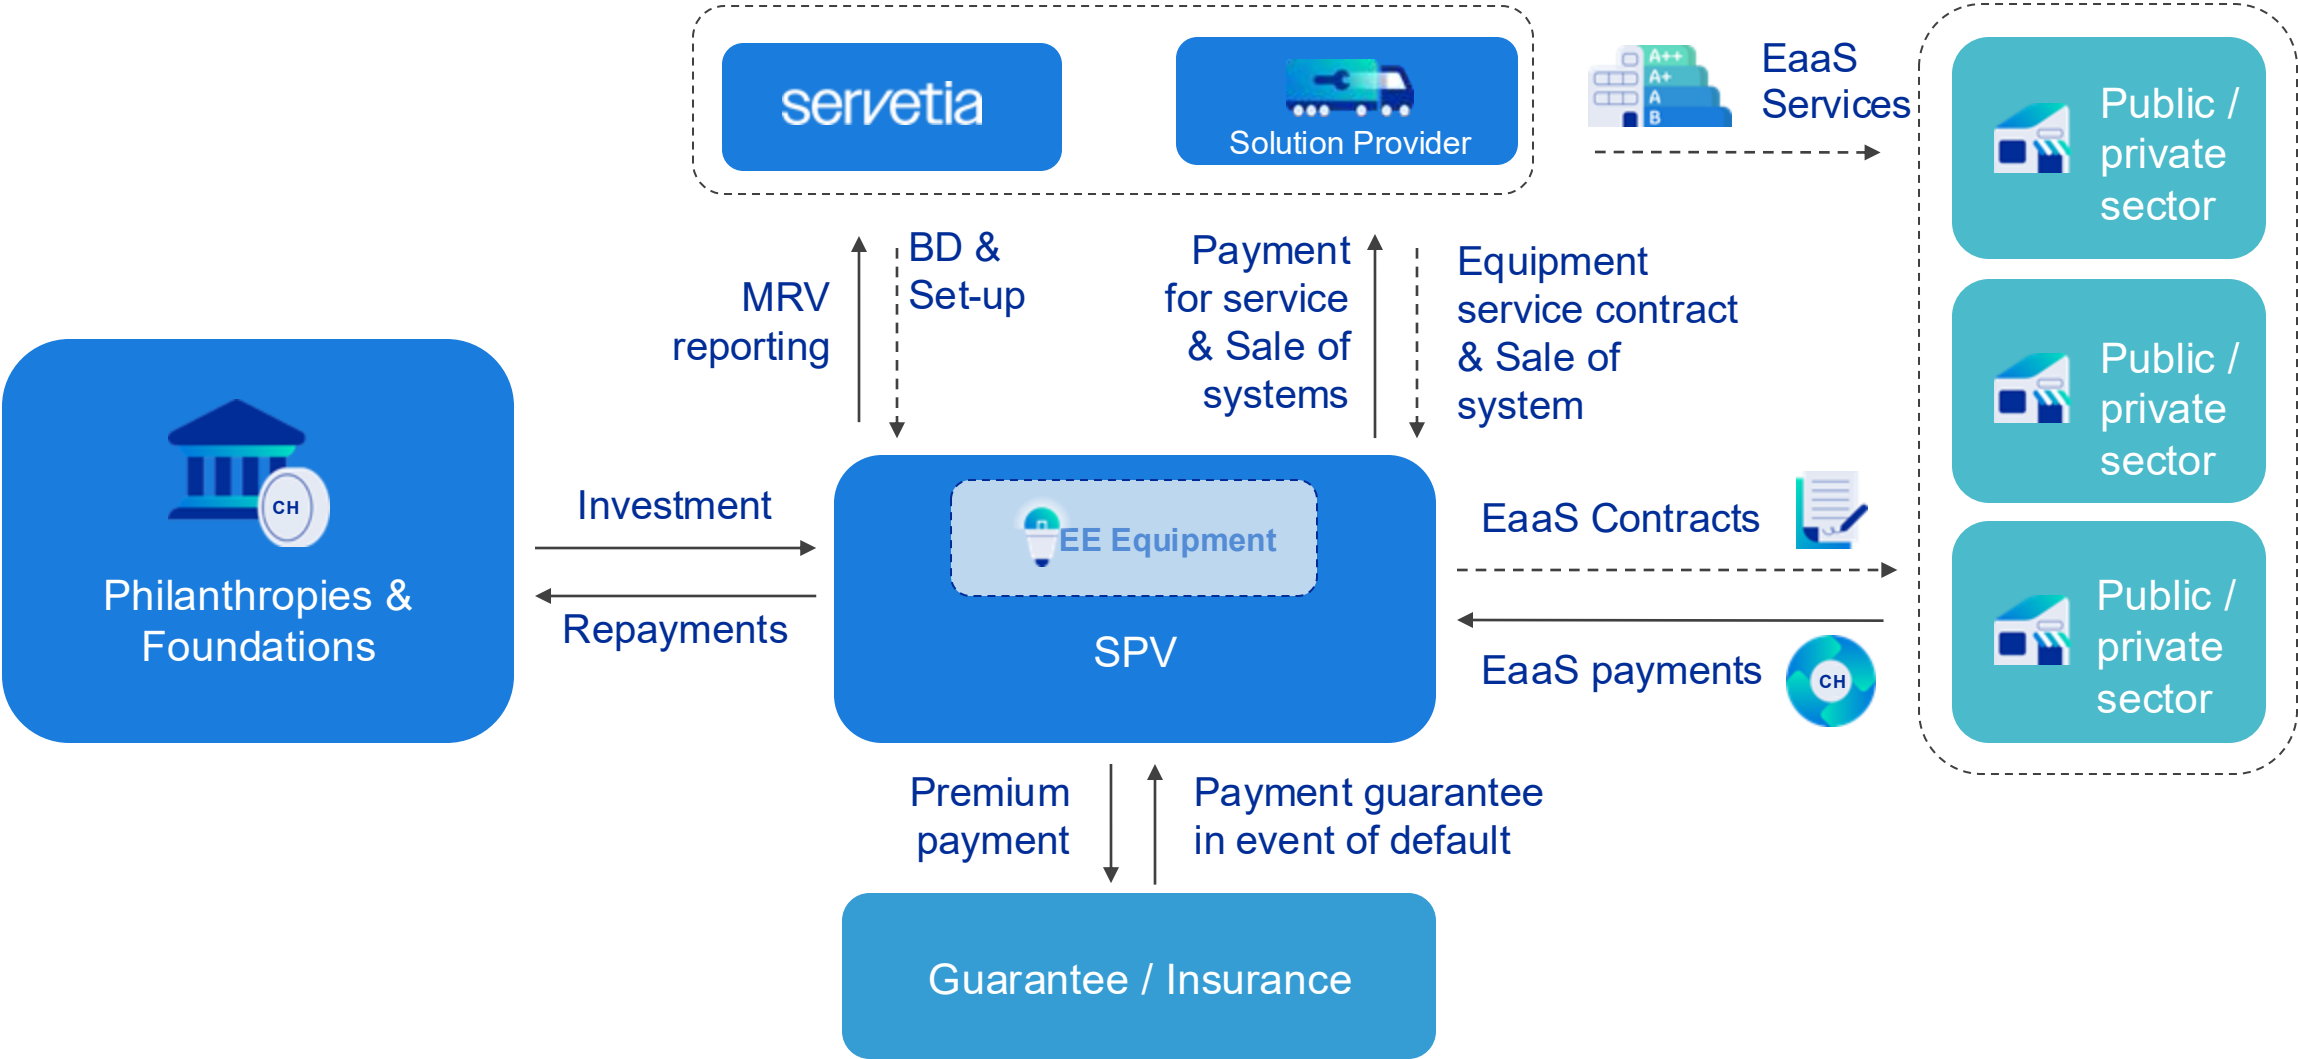 servetia
Solution Provider
A++
A+
A
B
EaaS
Services
Public /
private
sector
BD &
Set-up
MRV
reporting
Payment
for service
& Sale of
systems
Equipment
service contract
& Sale of
system
Public /
private
sector
CH
Philanthropies &
Foundations
Investment
Repayments
EE Equipment
SPV
EaaS Contracts
EaaS payments
CH
Public /
private
sector
Premium
payment
Payment guarantee
in event of default
Guarantee / Insurance